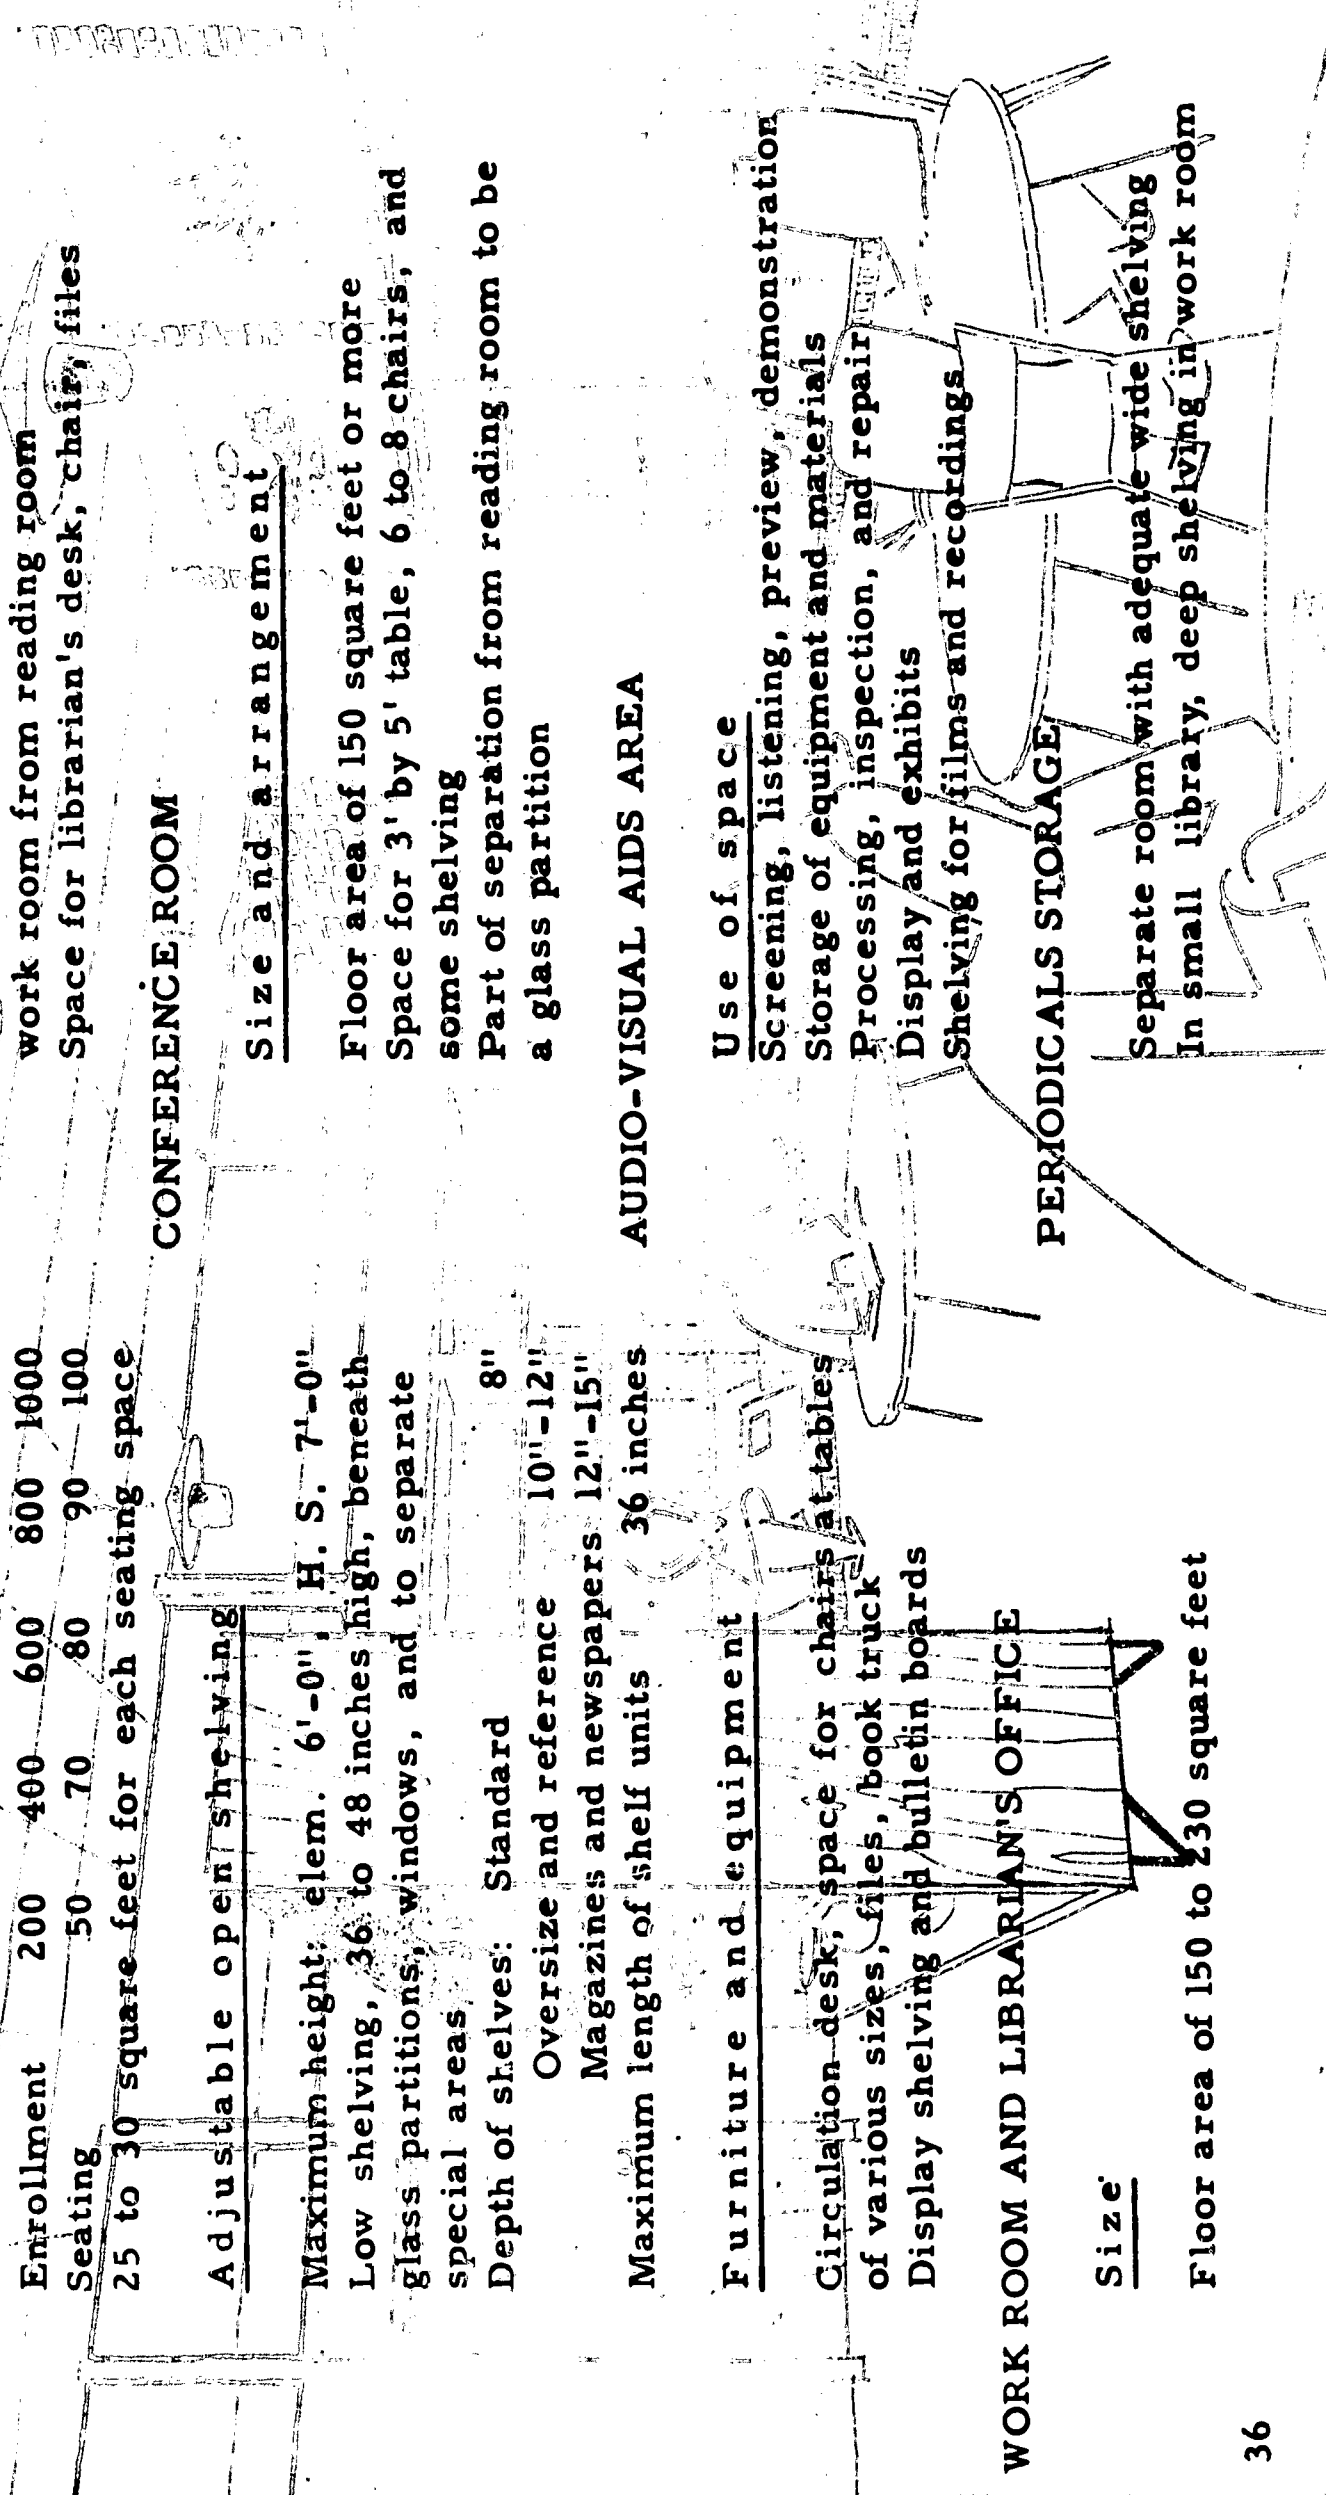 Enrollment 200 400 600 800 1000
Seating 50 70 80 90 100
25 to 30 square feet for each seating space
Adjustable open shelving
Maximum height: elem. 6'-0", H. S. 7'-0"
Low shelving, 36 to 48 inches high, beneath
glass partitions, windows, and to separate
special areas
Depth of shelves: Standard 8"
Oversize and reference 10"-12"
Magazines and newspapers 12"-15"
Maximum length of shelf units 36 inches
Furniture and equipment
Circulation desk, space for chairs at tables
of various sizes, files, book truck
Display shelving and bulletin boards
WORK ROOM AND LIBRARIAN'S OFFICE
Size
Floor area of 150 to 230 square feet
36
work room from reading room
Space for librarian's desk, chair, files
CONFERENCE ROOM
Size and arrangement
Floor area of 150 square feet or more
Space for 3' by 5' table, 6 to 8 chairs, and
some shelving
Part of separation from reading room to be
a glass partition
AUDIO-VISUAL AIDS AREA
Use of space
Screening, listening, preview, demonstration
Storage of equipment and materials
Processing, inspection, and repair
Display and exhibits
Shelving for films and recordings
PERIODICALS STORAGE
Separate room with adequate wide shelving
In small library, deep shelving in work room